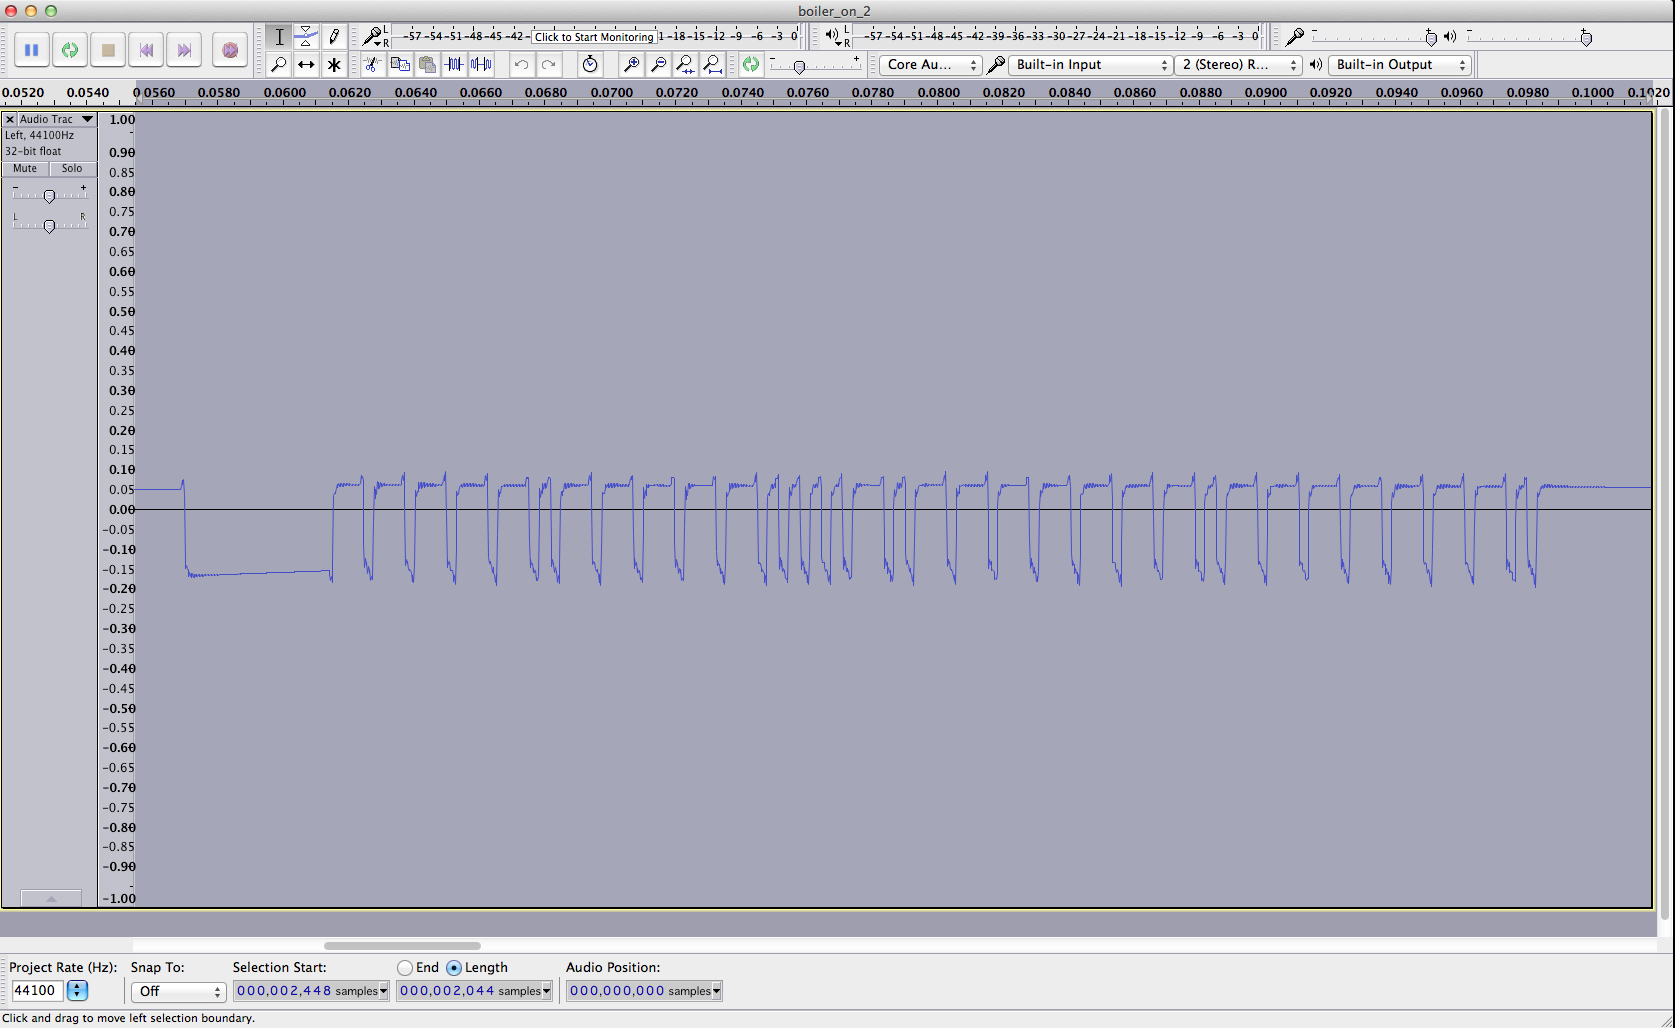 boiler_on_2
L
R
-57 -54 -51 -48 -45 -42 - Click to Start Monitoring 1 -18 -15 -12 -9 -6 -3 0
L
R
-57 -54 -51 -48 -45 -42 -39 -36 -33 -30 -27 -24 -21 -18 -15 -12 -9 -6 -3 0
- +
Core Au... Built-in Input 2 (Stereo) R... Built-in Output
0.0520 0.0540 0.0560 0.0580 0.0600 0.0620 0.0640 0.0660 0.0680 0.0700 0.0720 0.0740 0.0760 0.0780 0.0800 0.0820 0.0840 0.0860 0.0880 0.0900 0.0920 0.0940 0.0960 0.0980 0.1000 0.1020
Audio Trac
Left, 44100Hz
32-bit float
Mute Solo
- +
L R
1.00
0.90
0.85
0.80
0.75
0.70
0.65
0.60
0.55
0.50
0.45
0.40
0.35
0.30
0.25
0.20
0.15
0.10
0.05
0.00
-0.05
-0.10
-0.15
-0.20
-0.25
-0.30
-0.35
-0.40
-0.45
-0.50
-0.55
-0.60
-0.65
-0.70
-0.75
-0.80
-0.85
-0.90
-1.00
Project Rate (Hz): Snap To: Selection Start: End Length Audio Position:
44100 Off 000,002,448 samples 000,002,044 samples 000,000,000 samples
Click and drag to move left selection boundary.